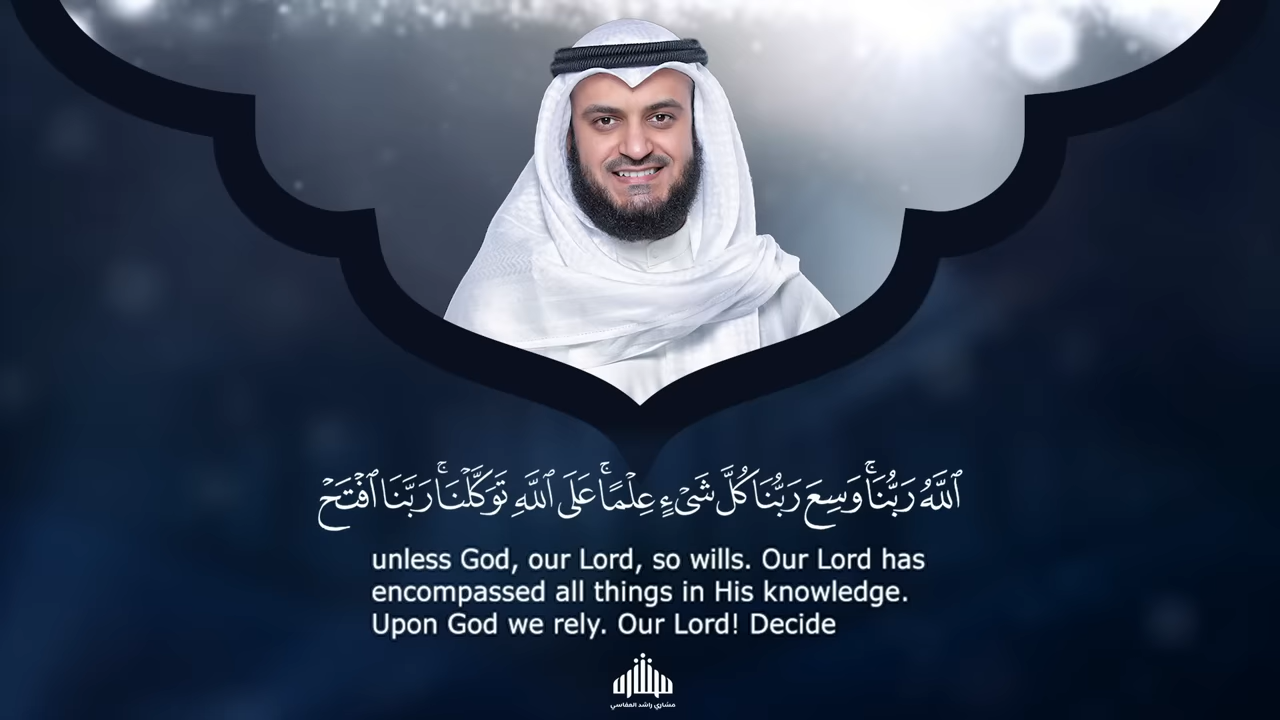 ٱللَّهُ رَبُّنَاۚ وَسِعَ رَبُّنَا كُلَّ شَىْءٍ عِلْمًاۚ عَلَى ٱللَّهِ تَوَكَّلْنَاۚ رَبَّنَا ٱفْتَحْ
unless God, our Lord, so wills. Our Lord has
encompassed all things in His knowledge.
Upon God we rely. Our Lord! Decide
مشاري راشد العفاسي